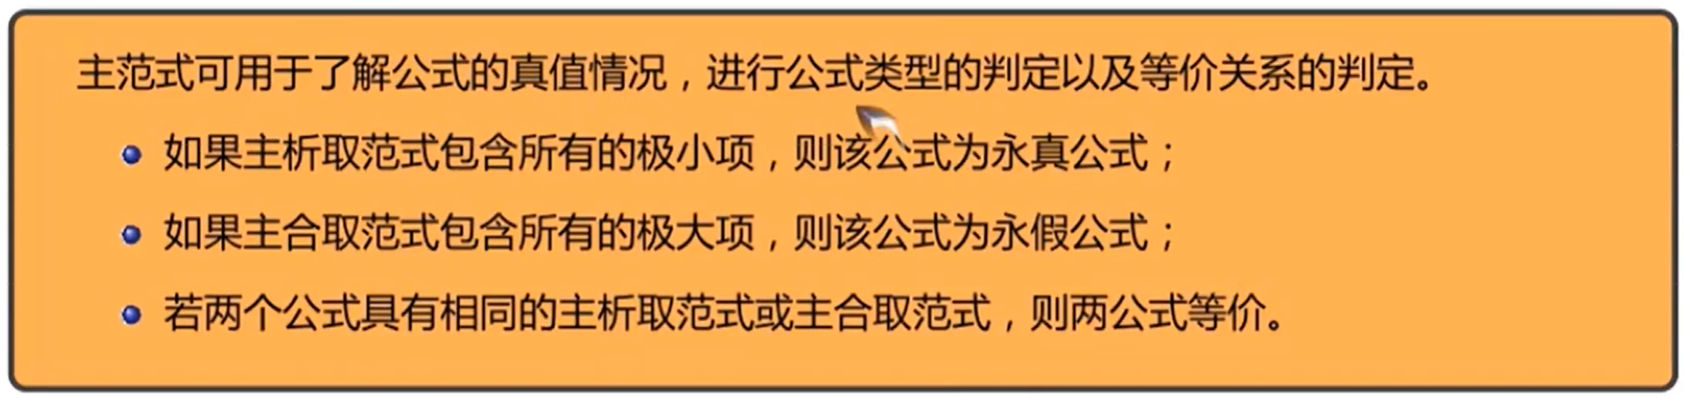 主范式可用于了解公式的真值情况，进行公式类型的判定以及等价关系的判定。
如果主析取范式包含所有的极小项，则该公式为永真公式；
如果主合取范式包含所有的极大项，则该公式为永假公式；
若两个公式具有相同的主析取范式或主合取范式，则两公式等价。